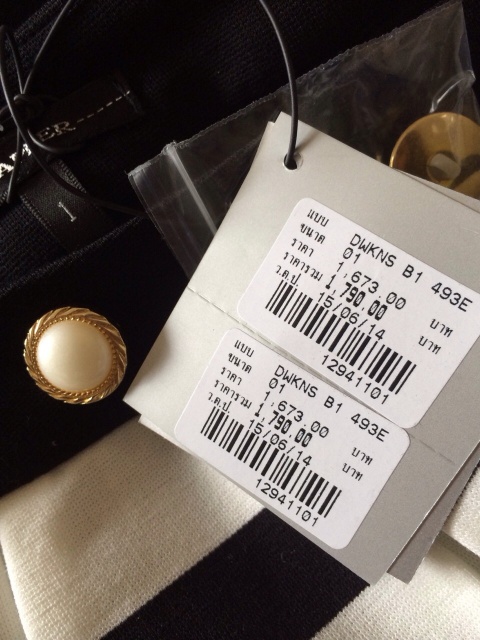 1
แบบ DWKNS B1 493E
ขนาด 01
ราคา 1,673.00 บาท
ราคารวม 1,790.00 บาท
ว.ด.ป. 15/06/14
12941101
แบบ DWKNS B1 493E
ขนาด 01
ราคา 1,673.00 บาท
ราคารวม 1,790.00 บาท
ว.ด.ป. 15/06/14
12941101